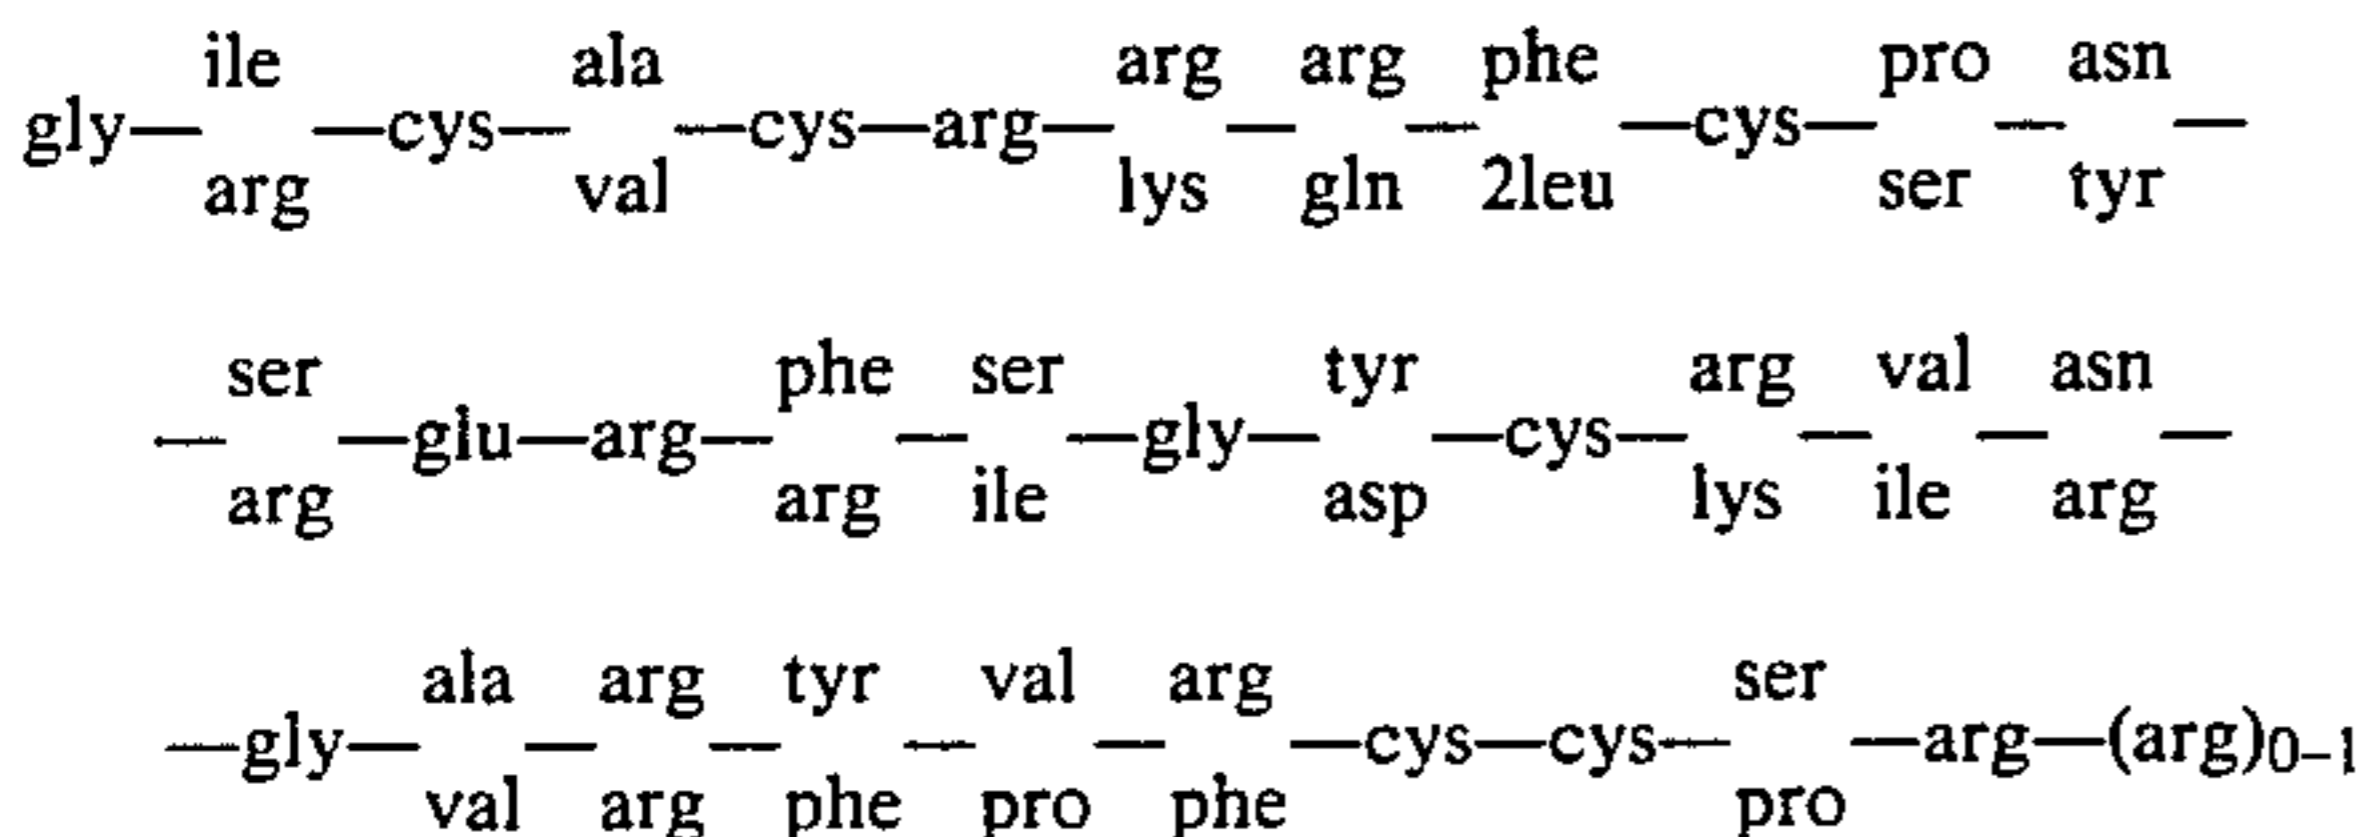 ile ala arg arg phe pro asn
gly— —cys— —cys—arg— — — —cys— — —
arg val lys gln 2leu ser tyr
ser phe ser tyr arg val asn
— —glu—arg— — —gly— —cys— — — —
arg arg ile asp lys ile arg
ala arg tyr val arg ser
—gly— — — — — —cys—cys— —arg—(arg)0–1
val arg phe pro phe pro